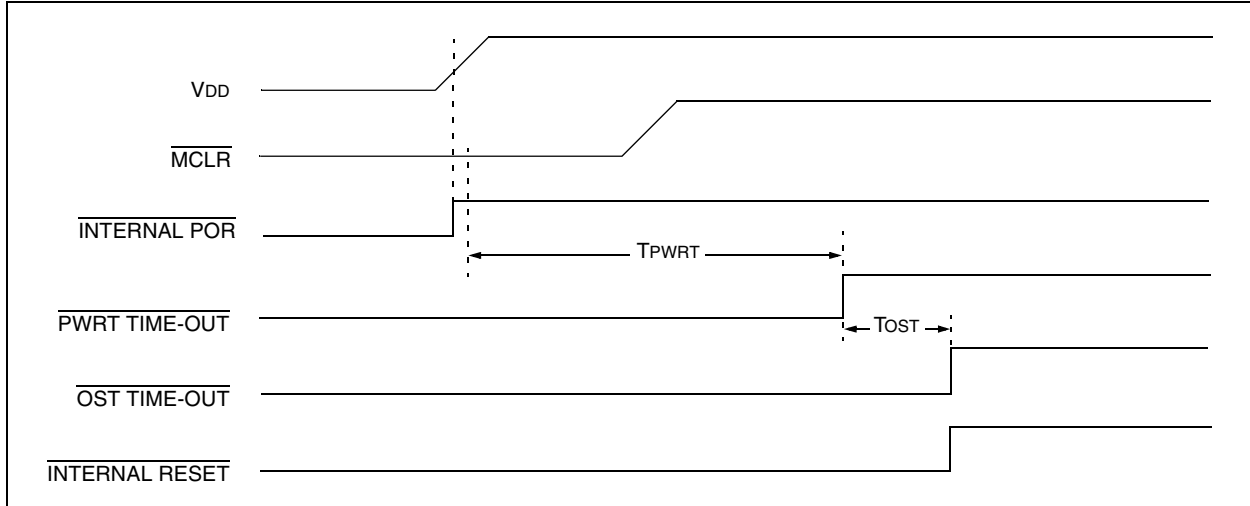 VDD
MCLR
INTERNAL POR
TPWRT
PWRT TIME-OUT
TOST
OST TIME-OUT
INTERNAL RESET